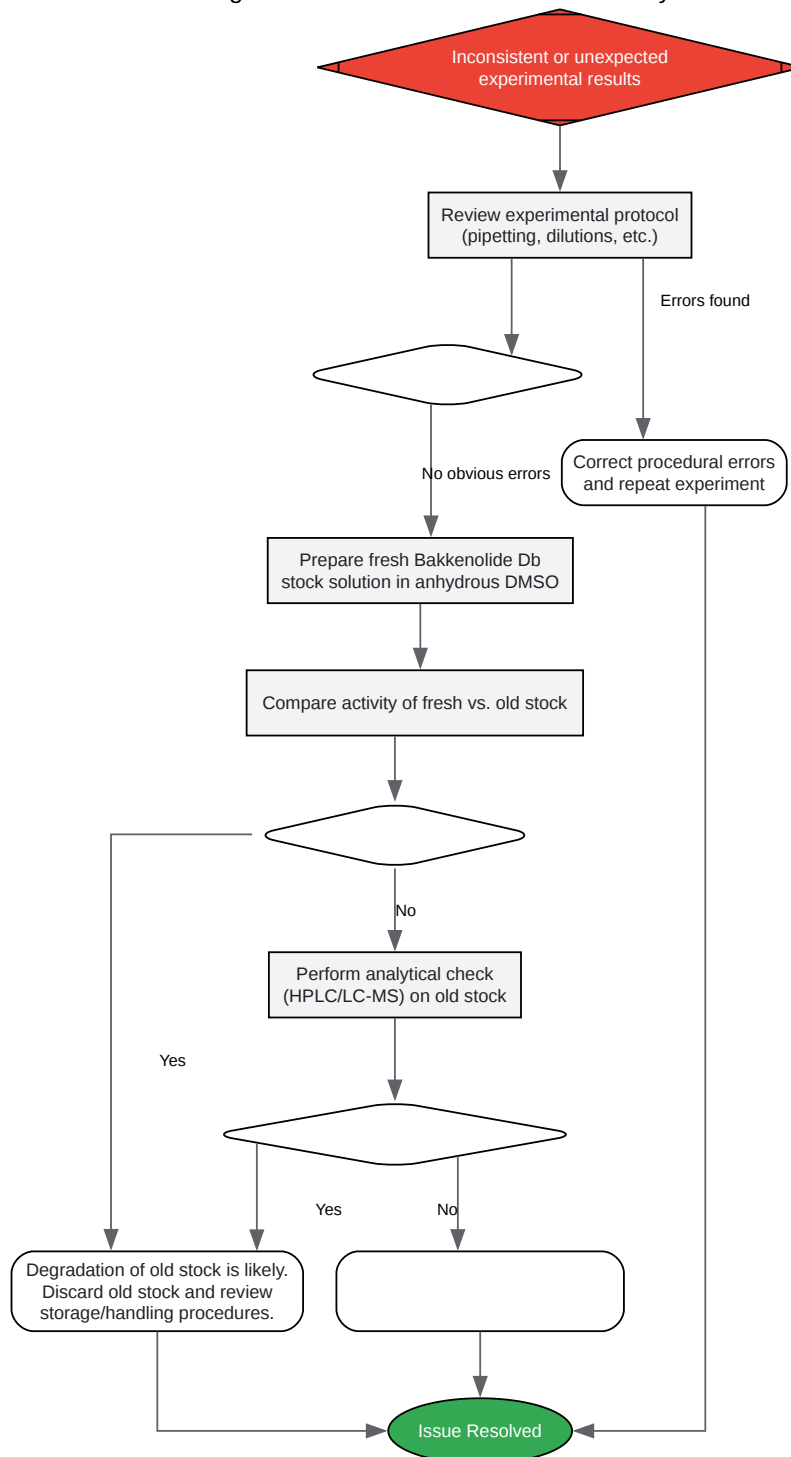 Inconsistent or unexpected
experimental results
Review experimental protocol
(pipetting, dilutions, etc.)
Errors found
Correct procedural errors
and repeat experiment
No obvious errors
Prepare fresh Bakkenolide Db
stock solution in anhydrous DMSO
Compare activity of fresh vs. old stock
No
Perform analytical check
(HPLC/LC-MS) on old stock
Yes
Yes
No
Degradation of old stock is likely.
Discard old stock and review
storage/handling procedures.
Issue Resolved